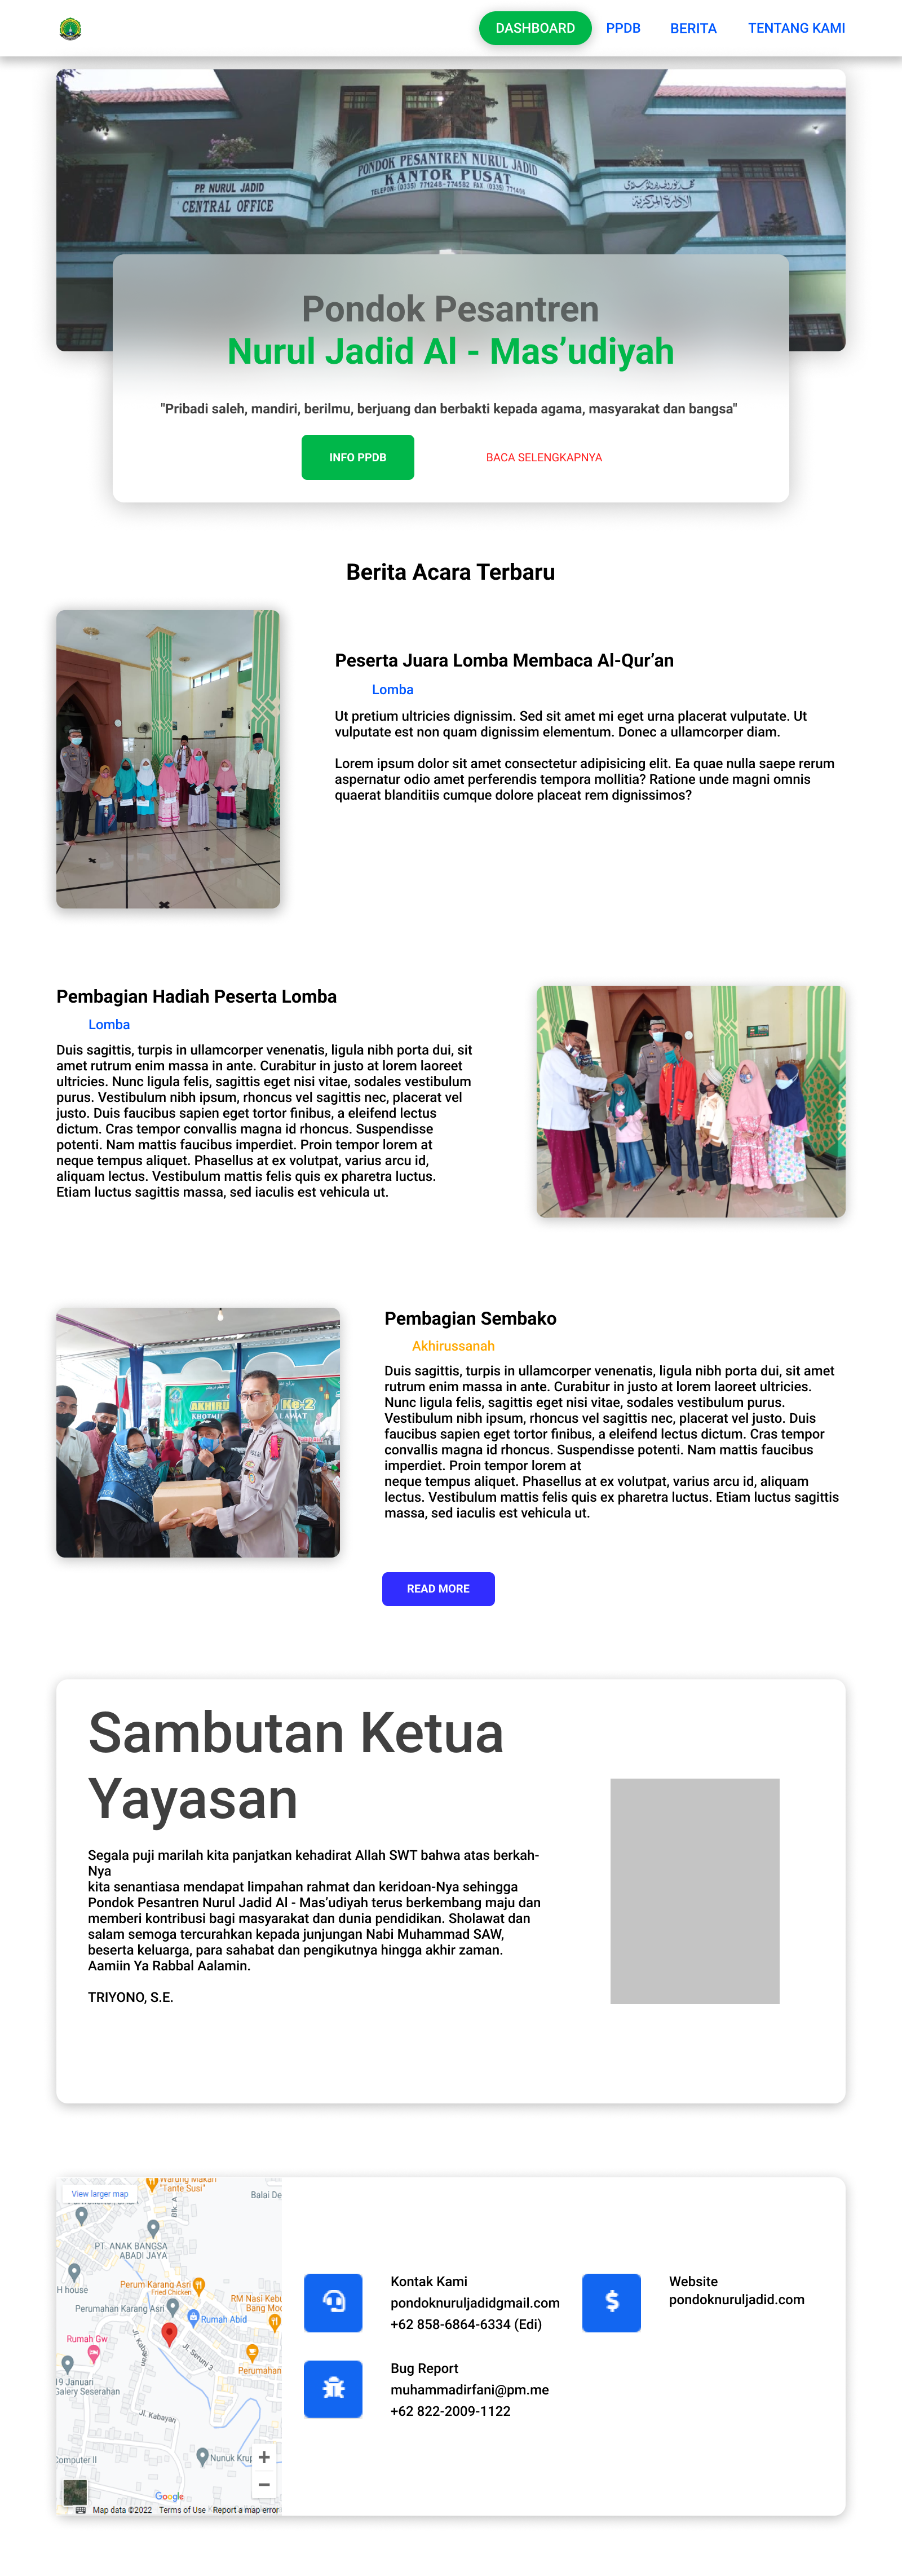 DASHBOARD
PPDB
BERITA
TENTANG KAMI
PONDOK PESANTREN NURUL JADID
KANTOR PUSAT
TELEPON: (0335) 771248-774582 FAX. (0335) 771406
PP. NURUL JADID
CENTRAL OFFICE
Pondok Pesantren
Nurul Jadid Al - Mas’udiyah
"Pribadi saleh, mandiri, berilmu, berjuang dan berbakti kepada agama, masyarakat dan bangsa"
INFO PPDB
BACA SELENGKAPNYA
Berita Acara Terbaru
Peserta Juara Lomba Membaca Al-Qur’an
Lomba
Ut pretium ultricies dignissim. Sed sit amet mi eget urna placerat vulputate. Ut
vulputate est non quam dignissim elementum. Donec a ullamcorper diam.
Lorem ipsum dolor sit amet consectetur adipisicing elit. Ea quae nulla saepe rerum
aspernatur odio amet perferendis tempora mollitia? Ratione unde magni omnis
quaerat blanditiis cumque dolore placeat rem dignissimos?
Pembagian Hadiah Peserta Lomba
Lomba
Duis sagittis, turpis in ullamcorper venenatis, ligula nibh porta dui, sit
amet rutrum enim massa in ante. Curabitur in justo at lorem laoreet
ultricies. Nunc ligula felis, sagittis eget nisi vitae, sodales vestibulum
purus. Vestibulum nibh ipsum, rhoncus vel sagittis nec, placerat vel
justo. Duis faucibus sapien eget tortor finibus, a eleifend lectus
dictum. Cras tempor convallis magna id rhoncus. Suspendisse
potenti. Nam mattis faucibus imperdiet. Proin tempor lorem at
neque tempus aliquet. Phasellus at ex volutpat, varius arcu id,
aliquam lectus. Vestibulum mattis felis quis ex pharetra luctus.
Etiam luctus sagittis massa, sed iaculis est vehicula ut.
AKHIRU
Ke-2
KHOTMI
LAWAT
Pembagian Sembako
Akhirussanah
Duis sagittis, turpis in ullamcorper venenatis, ligula nibh porta dui, sit amet
rutrum enim massa in ante. Curabitur in justo at lorem laoreet ultricies.
Nunc ligula felis, sagittis eget nisi vitae, sodales vestibulum purus.
Vestibulum nibh ipsum, rhoncus vel sagittis nec, placerat vel justo. Duis
faucibus sapien eget tortor finibus, a eleifend lectus dictum. Cras tempor
convallis magna id rhoncus. Suspendisse potenti. Nam mattis faucibus
imperdiet. Proin tempor lorem at
neque tempus aliquet. Phasellus at ex volutpat, varius arcu id, aliquam
lectus. Vestibulum mattis felis quis ex pharetra luctus. Etiam luctus sagittis
massa, sed iaculis est vehicula ut.
READ MORE
Sambutan Ketua
Yayasan
Segala puji marilah kita panjatkan kehadirat Allah SWT bahwa atas berkah-
Nya
kita senantiasa mendapat limpahan rahmat dan keridoan-Nya sehingga
Pondok Pesantren Nurul Jadid Al - Mas’udiyah terus berkembang maju dan
memberi kontribusi bagi masyarakat dan dunia pendidikan. Sholawat dan
salam semoga tercurahkan kepada junjungan Nabi Muhammad SAW,
beserta keluarga, para sahabat dan pengikutnya hingga akhir zaman.
Aamiin Ya Rabbal Aalamin.
TRIYONO, S.E.
Warung Makan
"Tante Susi"
View larger map
Balai De
Blk. A
PT. ANAK BANGSA
ABADI JAYA
H house
Perum Karang Asri
Fried Chicken
RM Nasi Kebu
Bang Mo
Perumahan Karang Asri
Rumah Abid
Rumah Gw
Jl. Seruni 3
Perumahan
19 Januari
Galery Seserahan
Jl. Kabayan
Computer II
Nunuk Krup
Google
Map data ©2022 Terms of Use Report a map error
Kontak Kami
pondoknuruljadidgmail.com
+62 858-6864-6334 (Edi)
Website
pondoknuruljadid.com
Bug Report
muhammadirfani@pm.me
+62 822-2009-1122